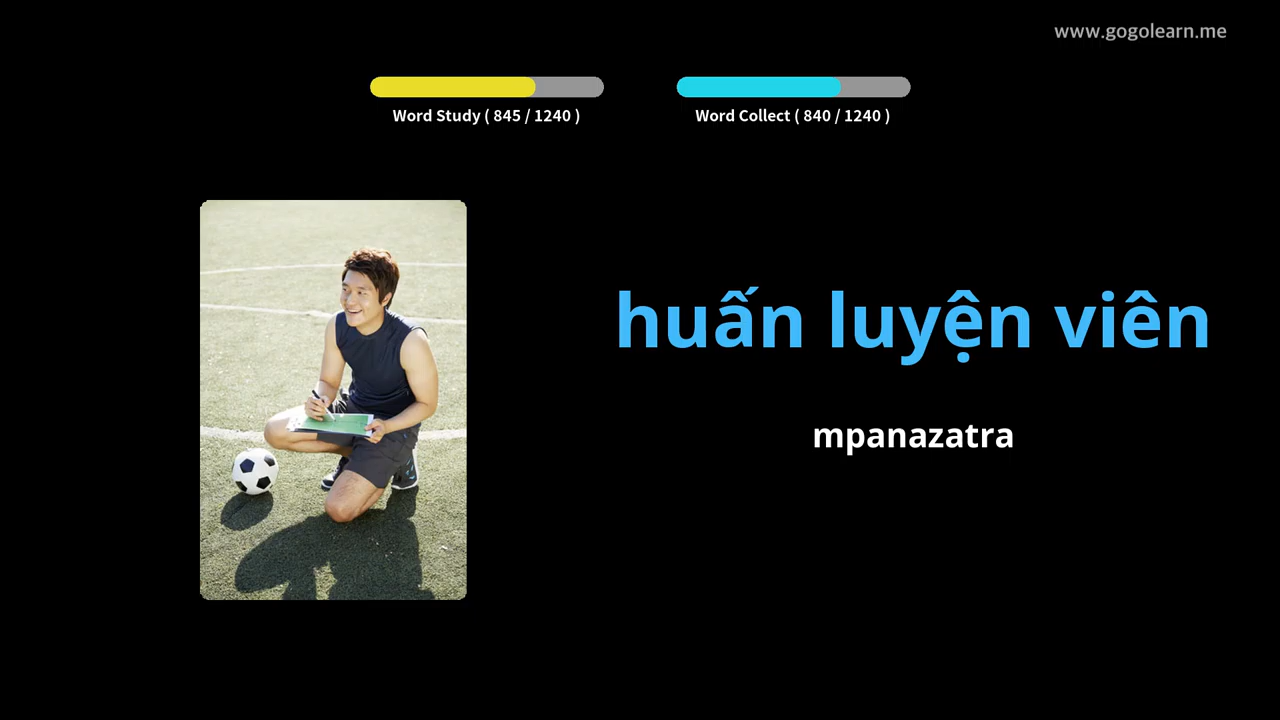 www.gogolearn.me
Word Study ( 845 / 1240 )
Word Collect ( 840 / 1240 )
huấn luyện viên
mpanazatra